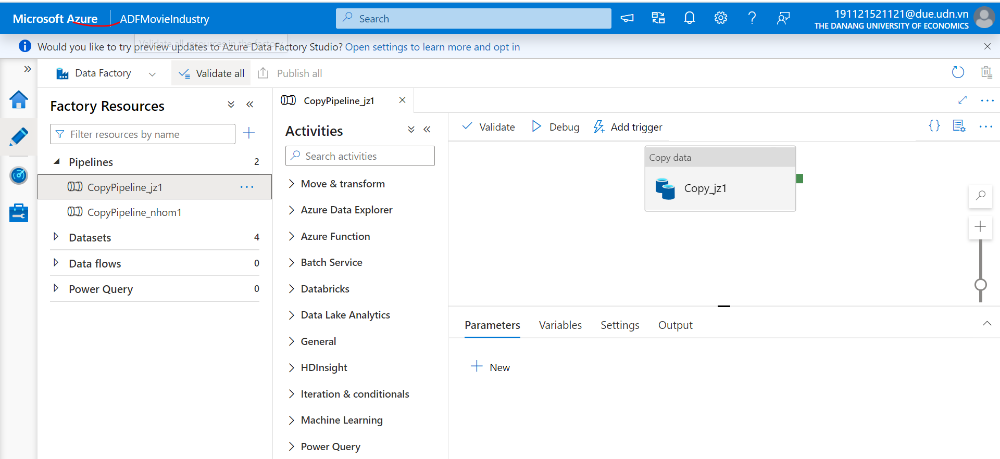 Microsoft Azure
ADFMovieIndustry
Search
191121521121@due.udn.vn
THE DANANG UNIVERSITY OF ECONOMICS
Validate all resources in the factory
Would you like to try preview updates to Azure Data Factory Studio? Open settings to learn more and opt in
Data Factory
Validate all
Publish all
Factory Resources
Filter resources by name
Pipelines 2
CopyPipeline_jz1
CopyPipeline_nhom1
Datasets 4
Data flows 0
Power Query 0
CopyPipeline_jz1
Activities
Search activities
Move & transform
Azure Data Explorer
Azure Function
Batch Service
Databricks
Data Lake Analytics
General
HDInsight
Iteration & conditionals
Machine Learning
Power Query
Validate
Debug
Add trigger
Copy data
Copy_jz1
Parameters
Variables
Settings
Output
New